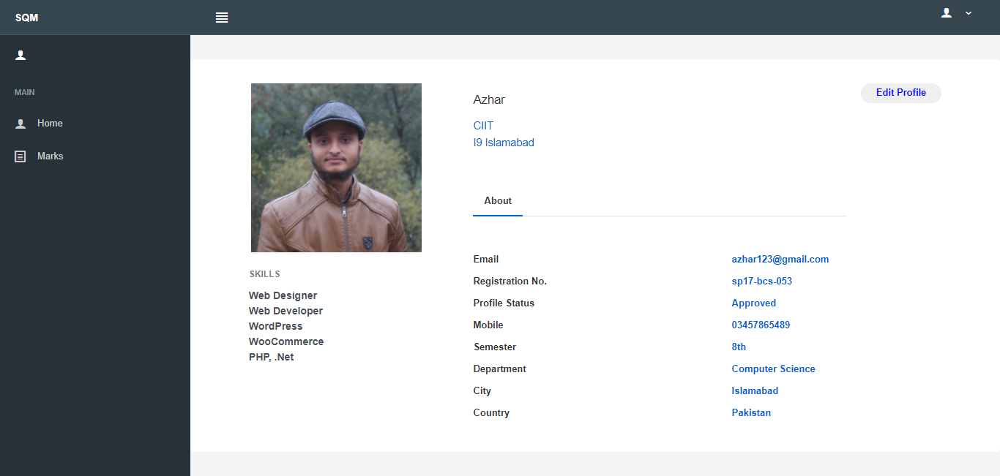 SQM
MAIN
Home
Marks
Azhar
CIIT
I9 Islamabad
Edit Profile
About
SKILLS
Web Designer
Web Developer
WordPress
WooCommerce
PHP, .Net
Email azhar123@gmail.com
Registration No. sp17-bcs-053
Profile Status Approved
Mobile 03457865489
Semester 8th
Department Computer Science
City Islamabad
Country Pakistan